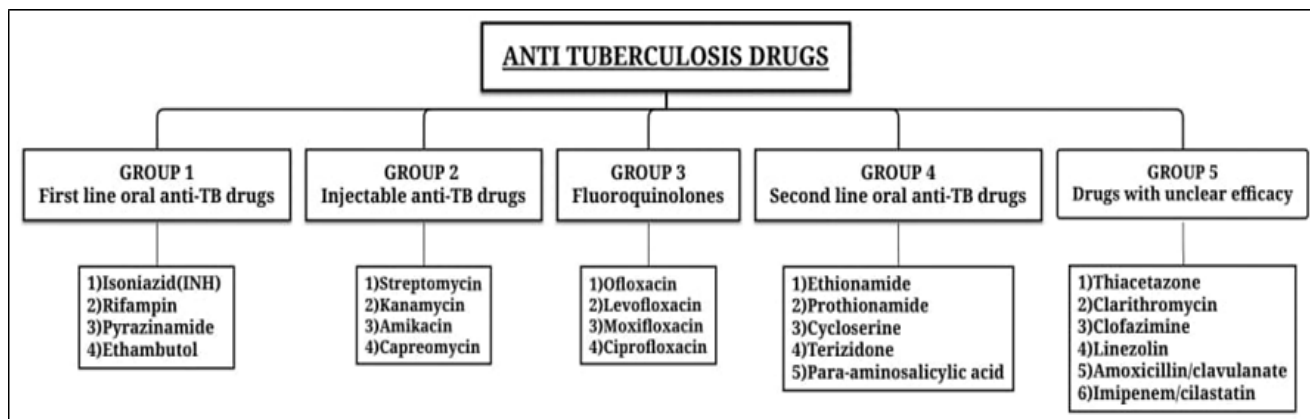 ANTI TUBERCULOSIS DRUGS
GROUP 1
First line oral anti-TB drugs
1)Isoniazid(INH)
2)Rifampin
3)Pyrazinamide
4)Ethambutol
GROUP 2
Injectable anti-TB drugs
1)Streptomycin
2)Kanamycin
3)Amikacin
4)Capreomycin
GROUP 3
Fluoroquinolones
1)Ofloxacin
2)Levofloxacin
3)Moxifloxacin
4)Ciprofloxacin
GROUP 4
Second line oral anti-TB drugs
1)Ethionamide
2)Prothionamide
3)Cycloserine
4)Terizidone
5)Para-aminosalicylic acid
GROUP 5
Drugs with unclear efficacy
1)Thiacetazone
2)Clarithromycin
3)Clofazimine
4)Linezolin
5)Amoxicillin/clavulanate
6)Imipenem/cilastatin